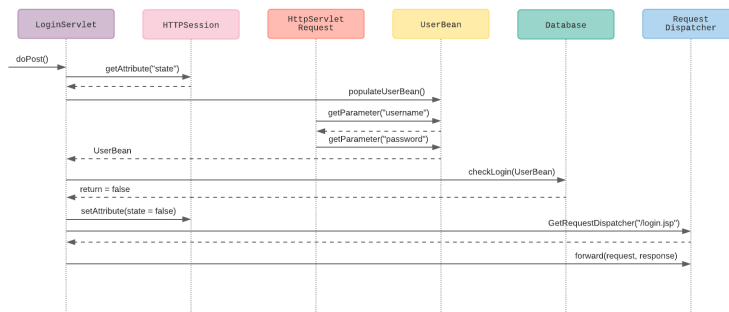 LoginServlet
HTTPSession
HttpServlet
Request
UserBean
Database
Request
Dispatcher
doPost()
getAttribute("state")
populateUserBean()
getParameter("username")
getParameter("password")
UserBean
checkLogin(UserBean)
return = false
setAttribute(state = false)
GetRequestDispatcher("/login.jsp")
forward(request, response)